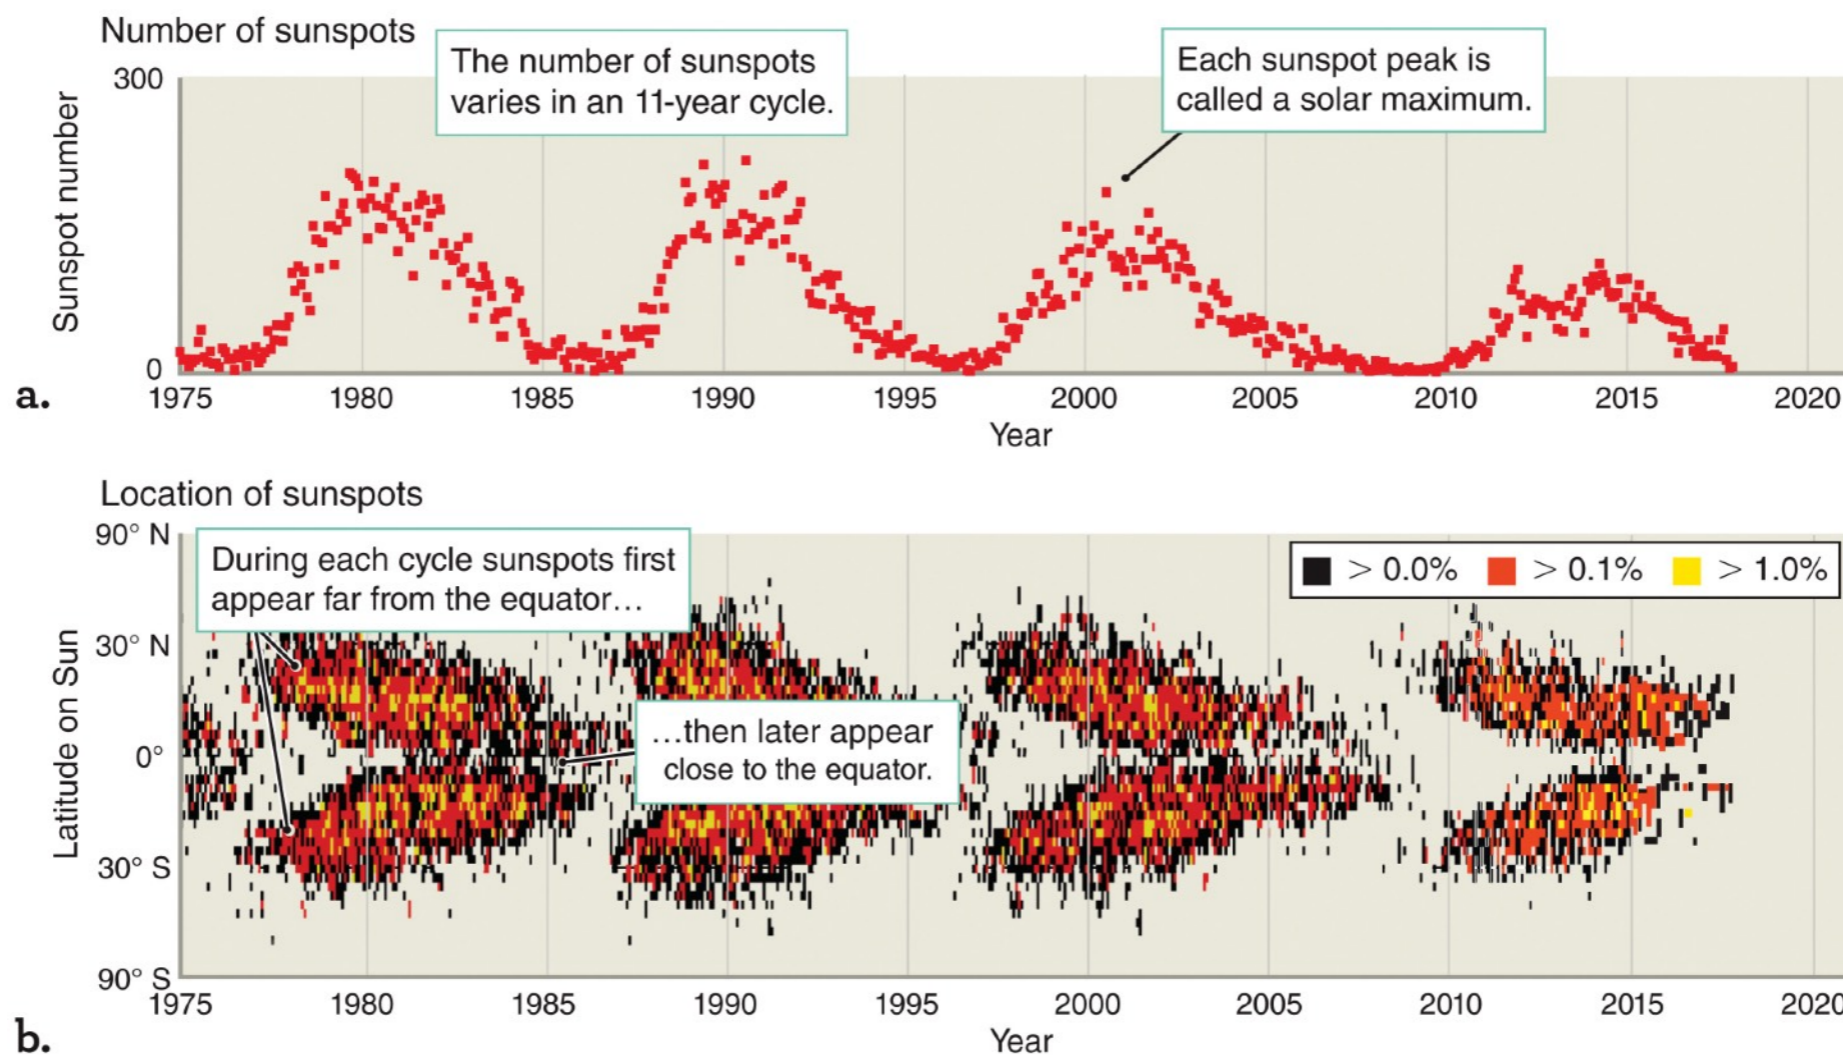 Number of sunspots
The number of sunspots
varies in an 11-year cycle.
Each sunspot peak is
called a solar maximum.
300
Sunspot number
0
a.
1975 1980 1985 1990 1995 2000 2005 2010 2015 2020
Year
Location of sunspots
90° N
During each cycle sunspots first
appear far from the equator…
> 0.0% > 0.1% > 1.0%
30° N
Latitude on Sun
…then later appear
close to the equator.
0°
30° S
90° S
1975 1980 1985 1990 1995 2000 2005 2010 2015 2020
Year
b.